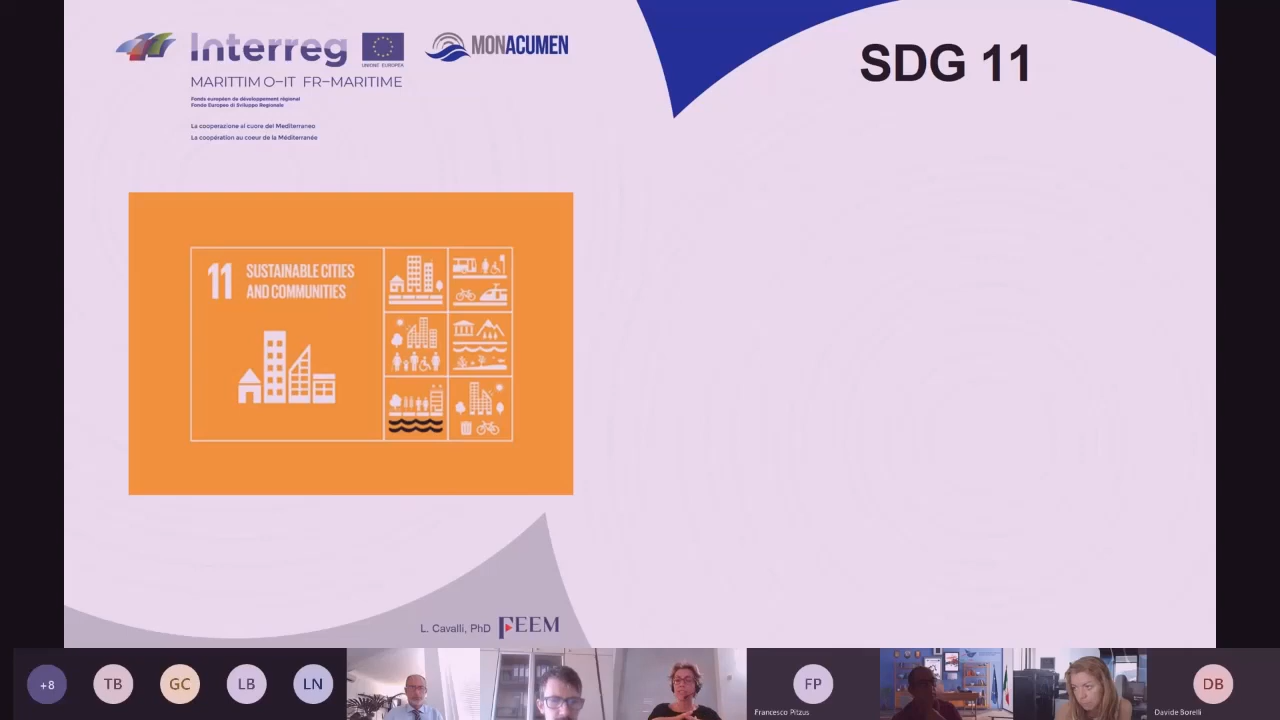 Interreg
UNIONE EUROPEA
MONACUMEN
MARITTIMO-IT FR-MARITIME
Fonds européen de développement régional
Fondo Europeo di Sviluppo Regionale
La cooperazione al cuore del Mediterraneo
La coopération au coeur de la Méditerranée
SDG 11
11 SUSTAINABLE CITIES
AND COMMUNITIES
L. Cavalli, PhD FEEM
+8
TB
GC
LB
LN
FP
Francesco Pitzus
DB
Davide Borelli